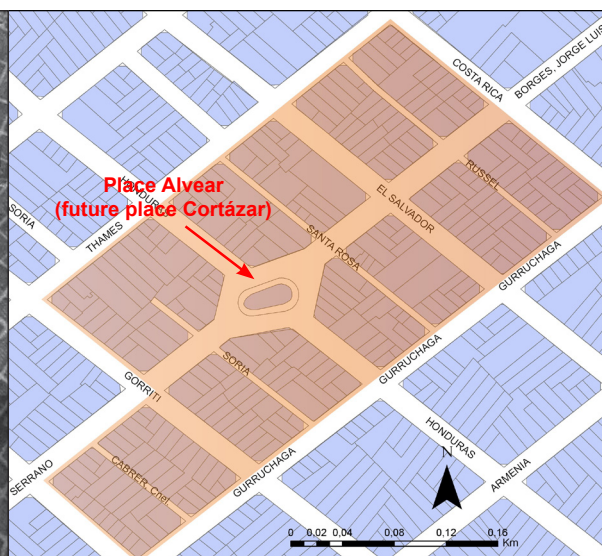 COSTA RICA
BORGES, JORGE LUIS
RUSSEL
HONDURAS
Place Alvear
(future place Cortázar)
SORIA
THAMES
EL SALVADOR
SANTA ROSA
GURRUCHAGA
SORIA
GURRUCHAGA
GORRITI
HONDURAS
CABRER, Cnel
GURRUCHAGA
SERRANO
ARMENIA
N
0 0,02 0,04 0,08 0,12 0,16
Km